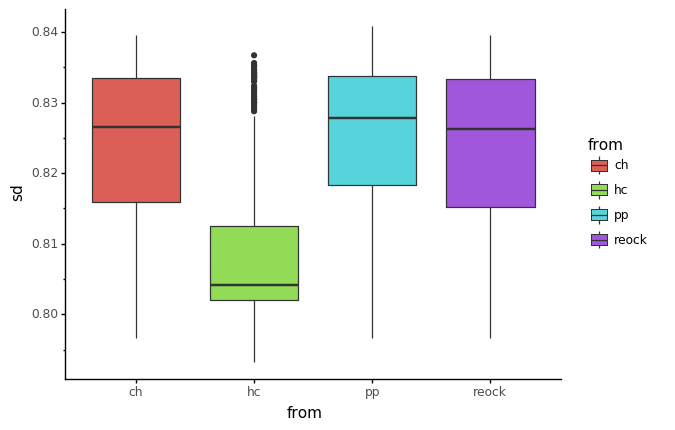 0.84
0.83
0.82
0.81
0.80
sd
ch
hc
pp
reock
from
from
ch
hc
pp
reock